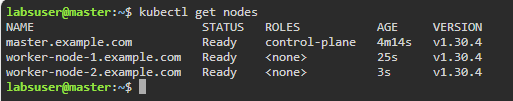 labsuser@master:~$ kubectl get nodes
NAME                        STATUS   ROLES           AGE     VERSION
master.example.com          Ready    control-plane   4m14s   v1.30.4
worker-node-1.example.com   Ready    <none>          25s     v1.30.4
worker-node-2.example.com   Ready    <none>          3s      v1.30.4
labsuser@master:~$